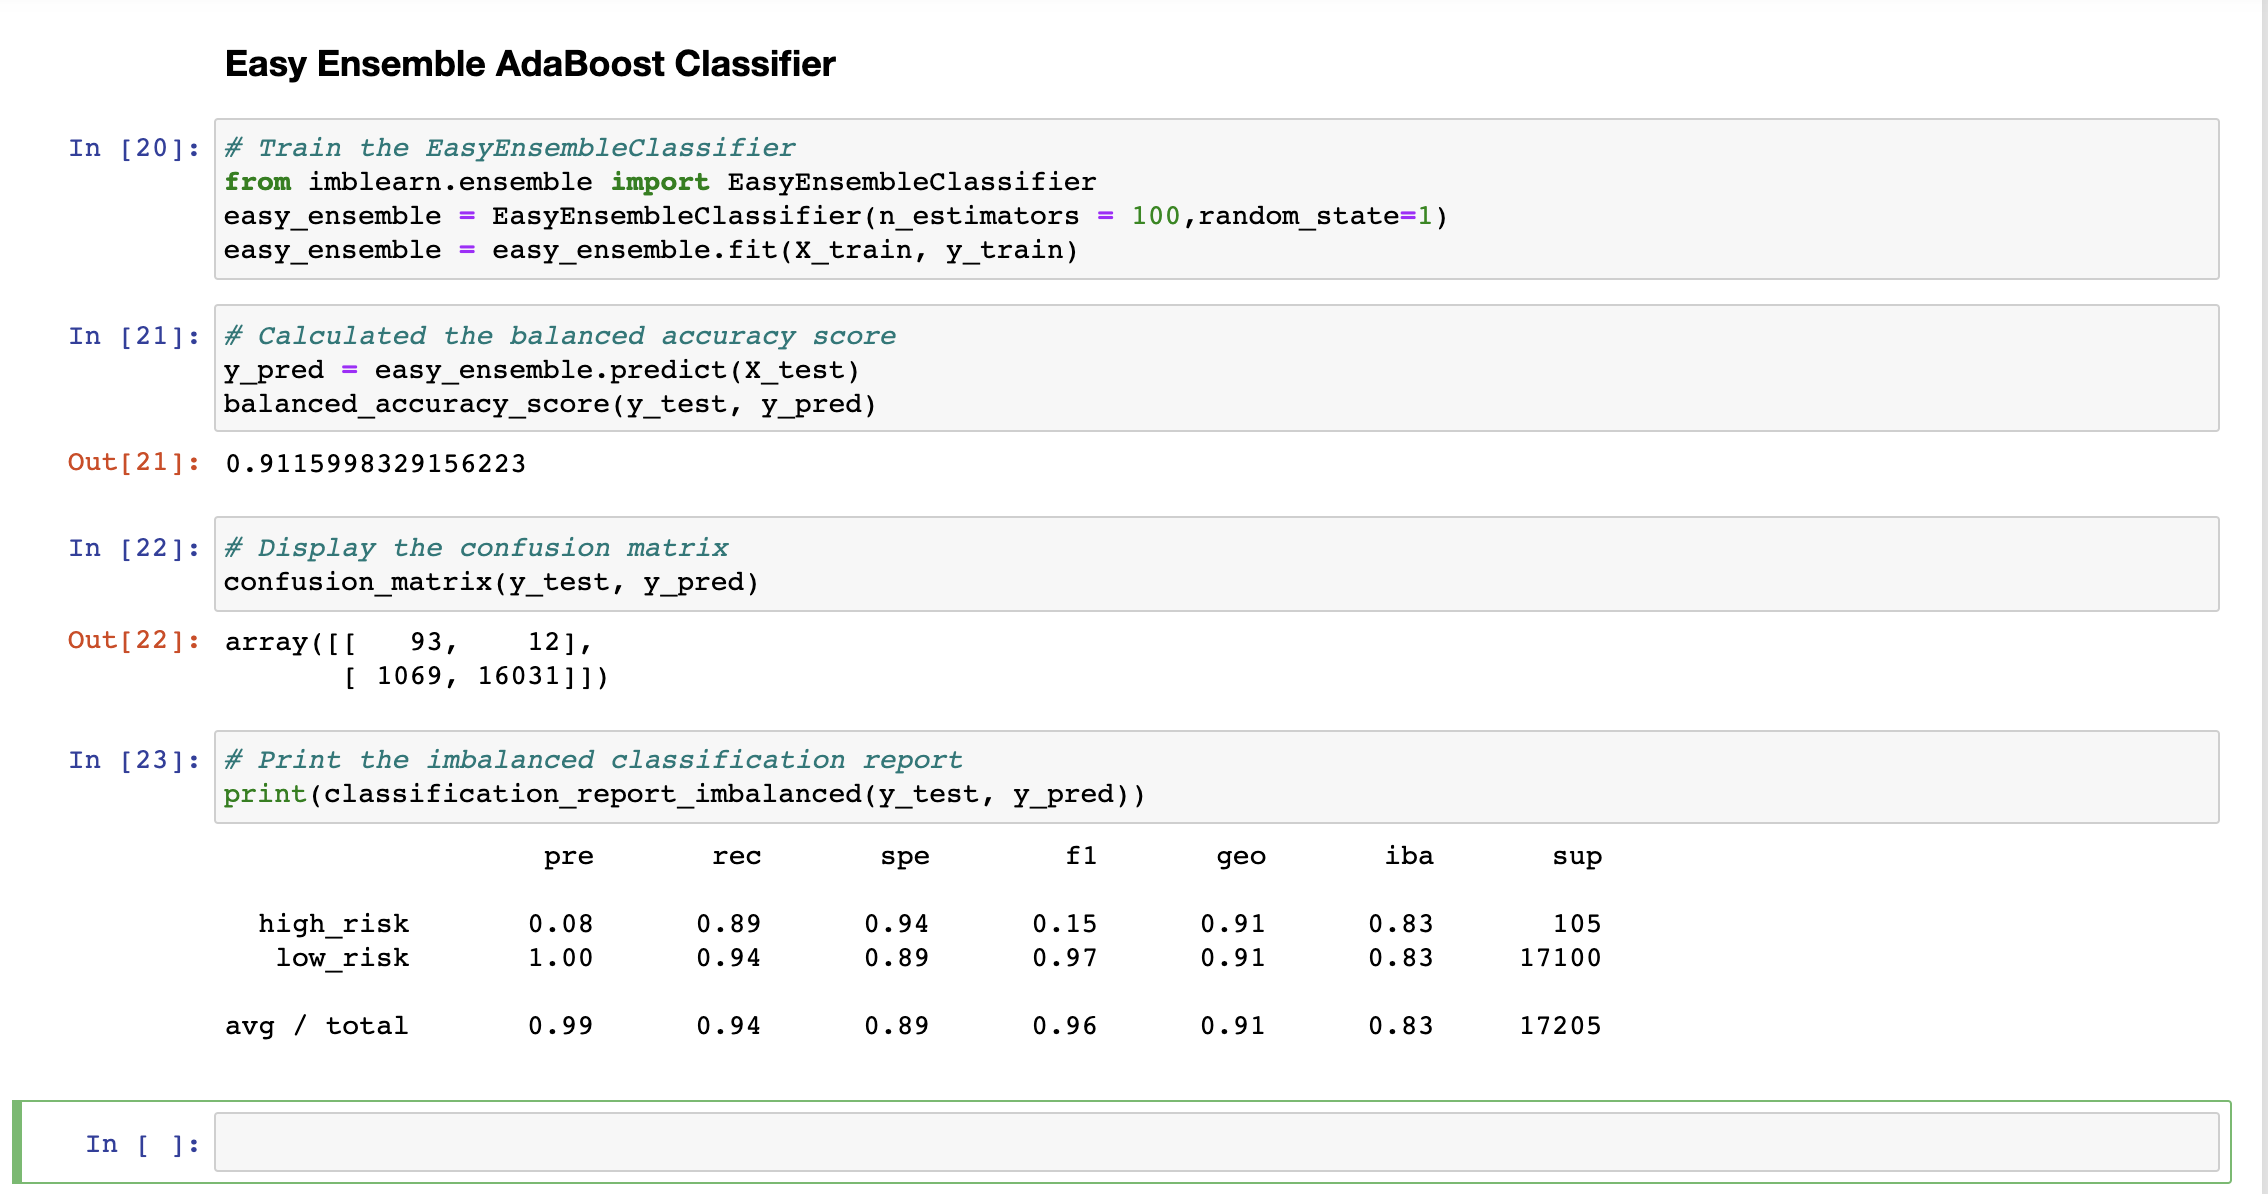 Easy Ensemble AdaBoost Classifier
In [20]: # Train the EasyEnsembleClassifier
from imblearn.ensemble import EasyEnsembleClassifier
easy_ensemble = EasyEnsembleClassifier(n_estimators = 100,random_state=1)
easy_ensemble = easy_ensemble.fit(X_train, y_train)
In [21]: # Calculated the balanced accuracy score
y_pred = easy_ensemble.predict(X_test)
balanced_accuracy_score(y_test, y_pred)
Out[21]: 0.9115998329156223
In [22]: # Display the confusion matrix
confusion_matrix(y_test, y_pred)
Out[22]: array([[   93,    12],
       [ 1069, 16031]])
In [23]: # Print the imbalanced classification report
print(classification_report_imbalanced(y_test, y_pred))
pre rec spe f1 geo iba sup
high_risk 0.08 0.89 0.94 0.15 0.91 0.83 105
low_risk 1.00 0.94 0.89 0.97 0.91 0.83 17100
avg / total 0.99 0.94 0.89 0.96 0.91 0.83 17205
In [ ]: